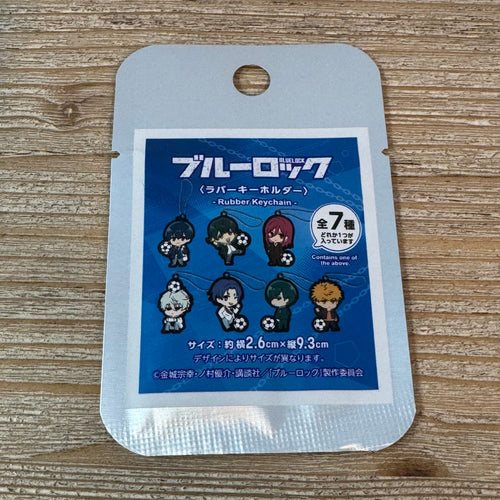 ブルーロック
BLUELOCK
〈ラバーキーホルダー〉
- Rubber Keychain -
全7種
どれか1つが
入っています
Contains one of
the above.
サイズ：約 横2.6cm×縦9.3cm
デザインによりサイズが異なります。
©金城宗幸・ノ村優介・講談社／「ブルーロック」製作委員会